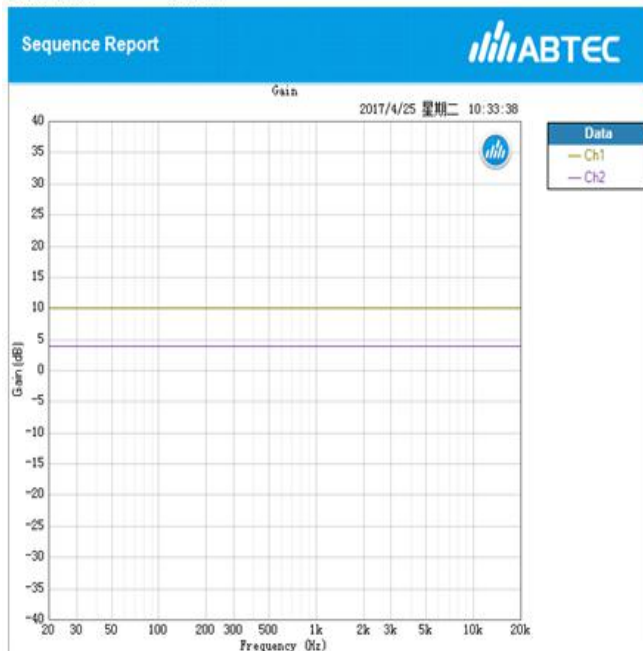 Sequence Report
ABTEC
Gain
2017/4/25 星期二 10:33:38
Data
Ch1
Ch2
40
35
30
25
20
15
10
5
0
-5
-10
-15
-20
-25
-30
-35
-40
Gain (dB)
20 30 50 100 200 300 500 1k 2k 3k 5k 10k 20k
Frequency (Hz)